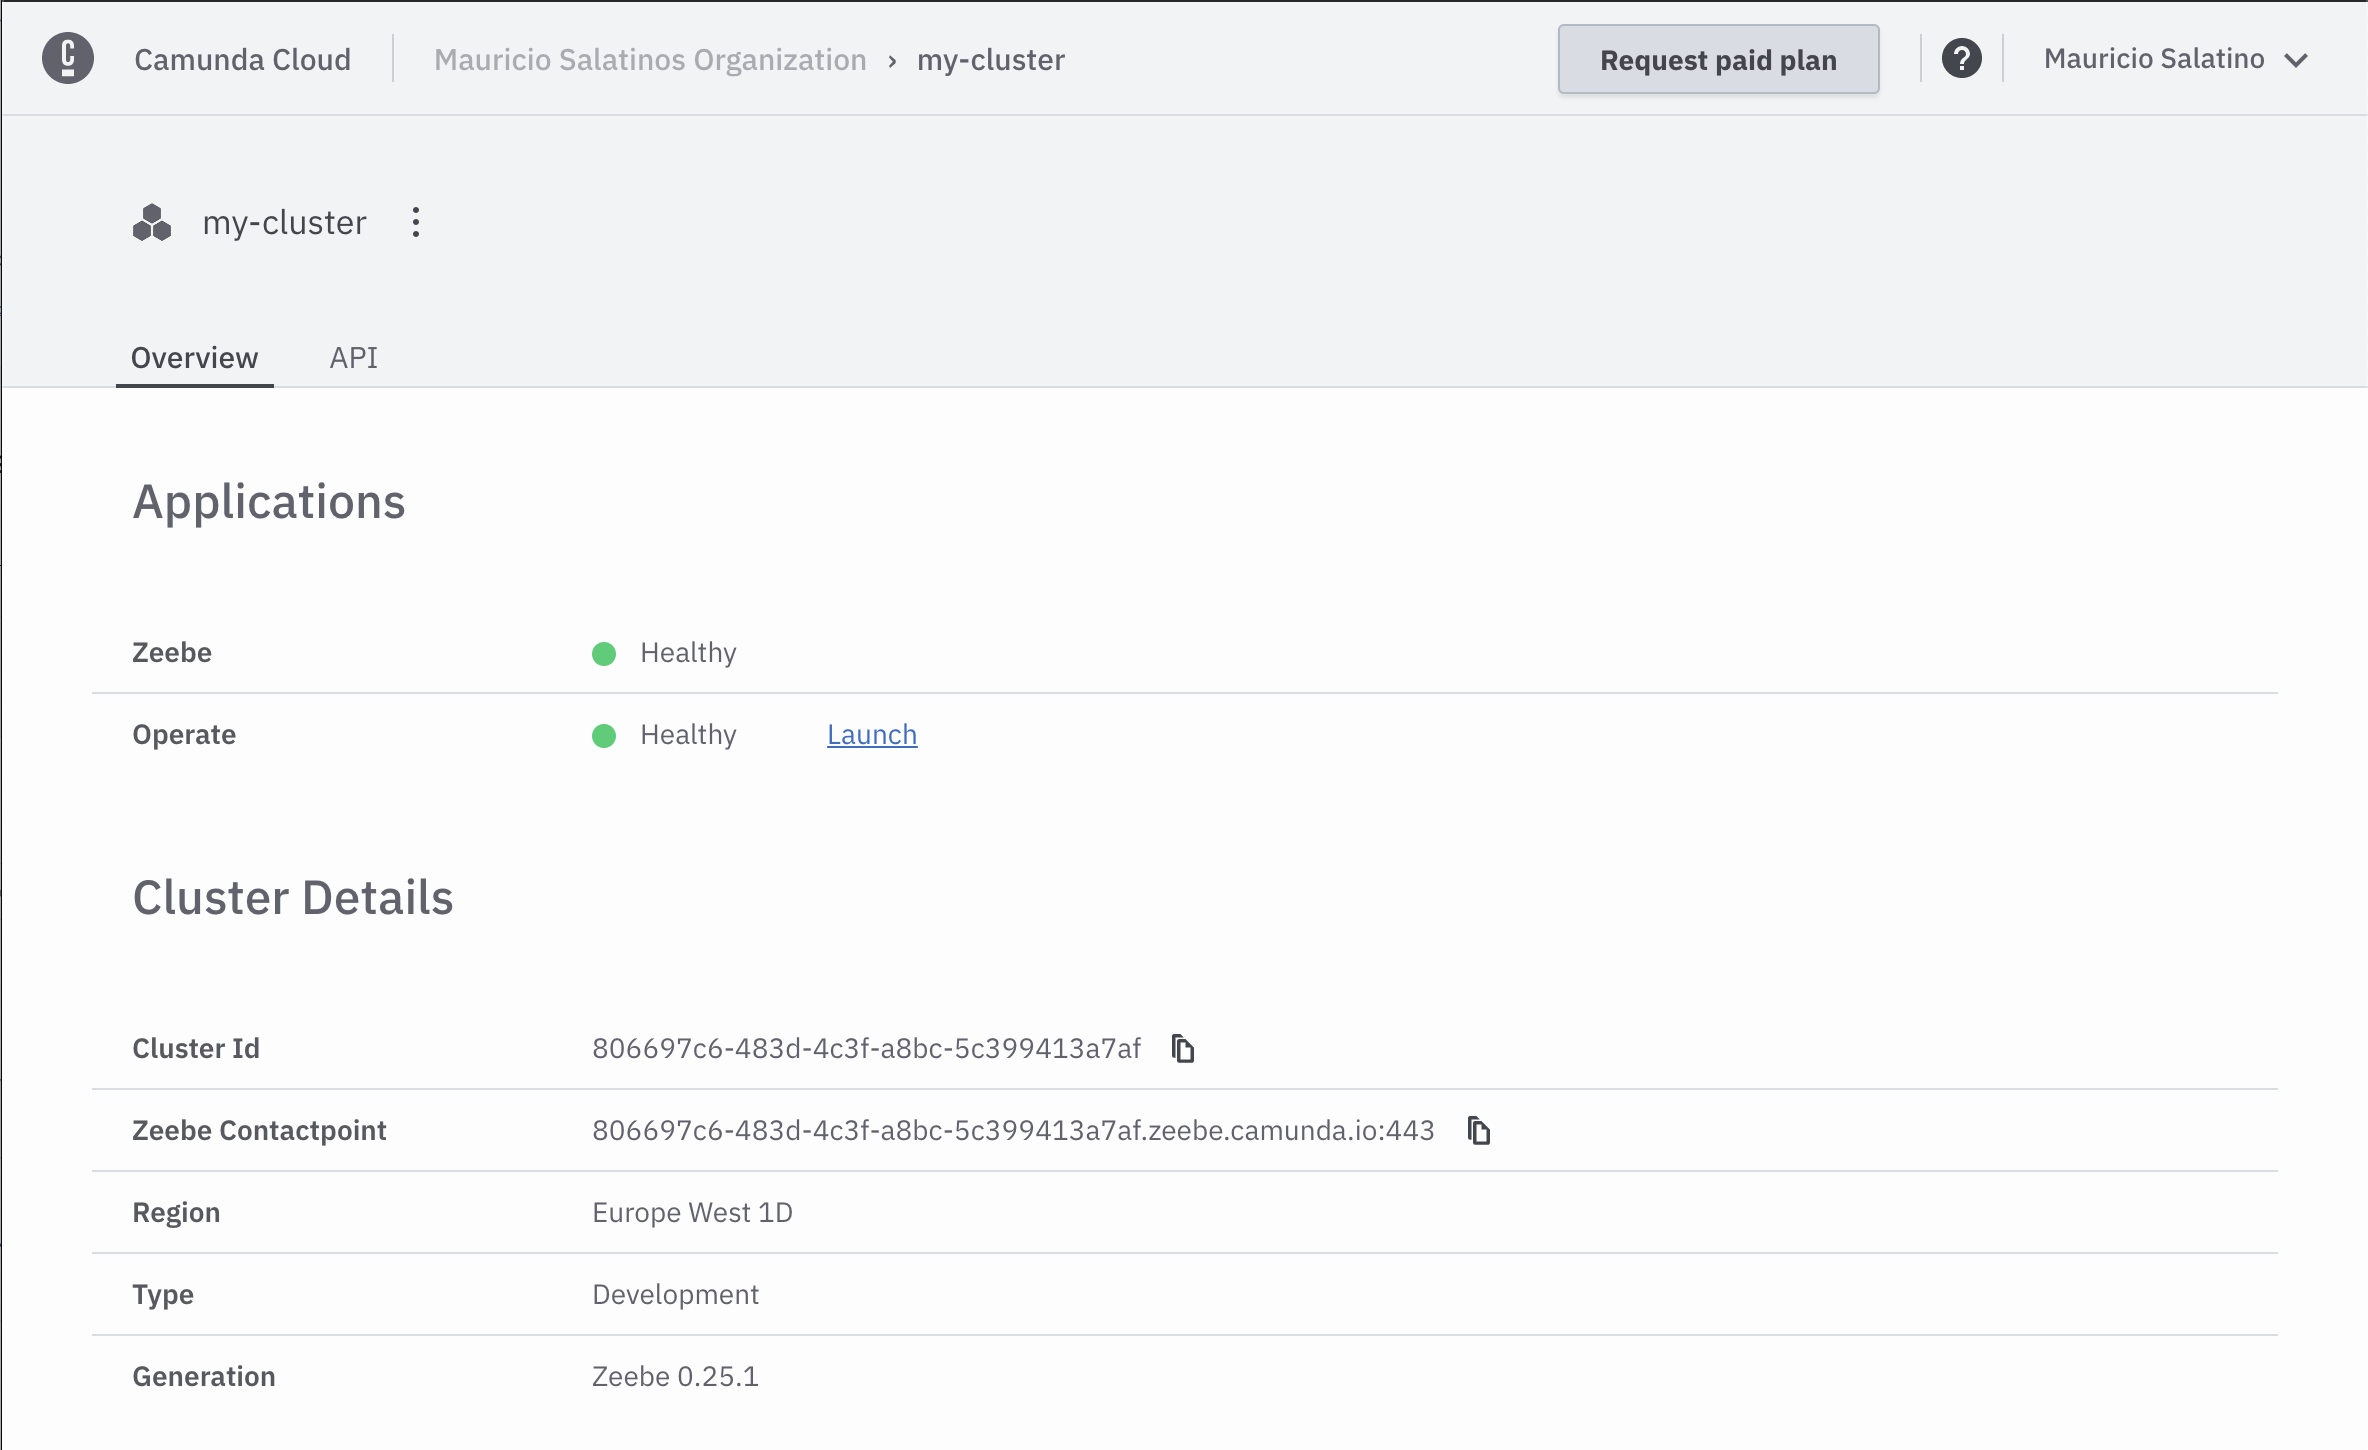 Camunda Cloud Mauricio Salatinos Organization › my-cluster Request paid plan ? Mauricio Salatino
my-cluster
Overview API
Applications
Zeebe Healthy
Operate Healthy Launch
Cluster Details
Cluster Id 806697c6-483d-4c3f-a8bc-5c399413a7af
Zeebe Contactpoint 806697c6-483d-4c3f-a8bc-5c399413a7af.zeebe.camunda.io:443
Region Europe West 1D
Type Development
Generation Zeebe 0.25.1